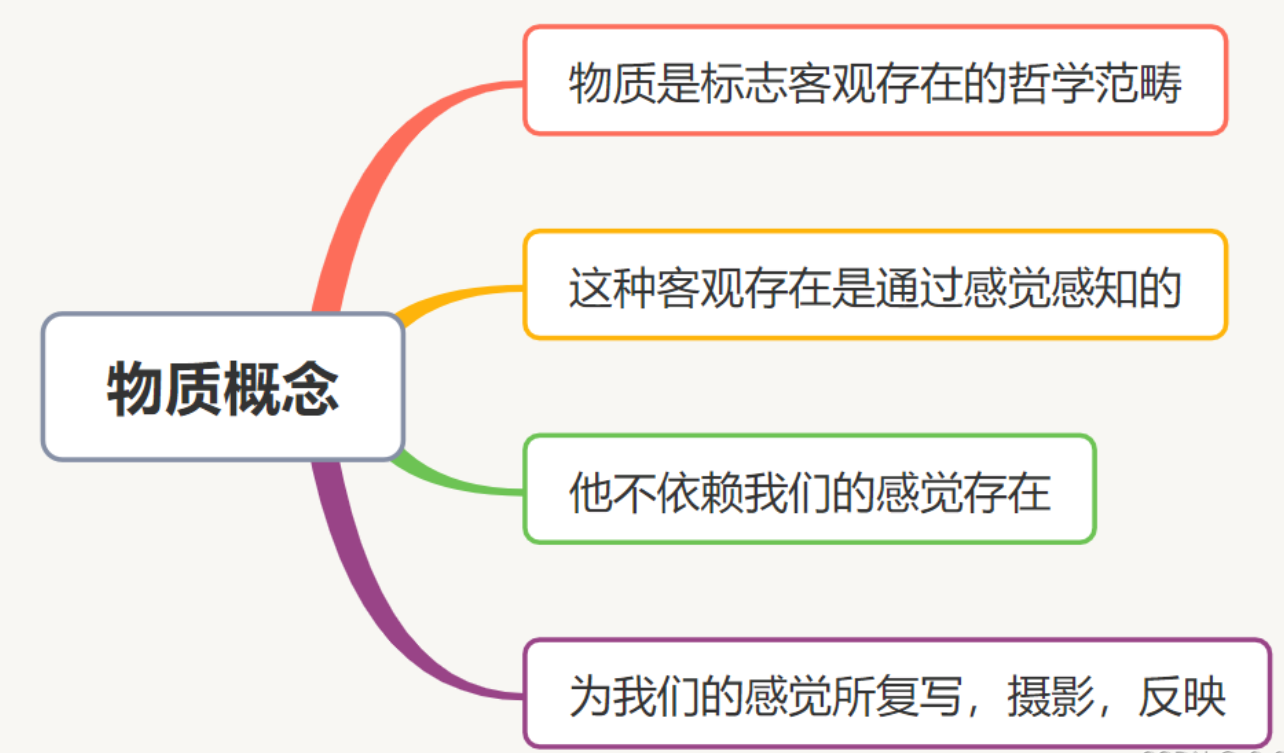 物质是标志客观存在的哲学范畴
这种客观存在是通过感觉感知的
物质概念
他不依赖我们的感觉存在
为我们的感觉所复写，摄影，反映